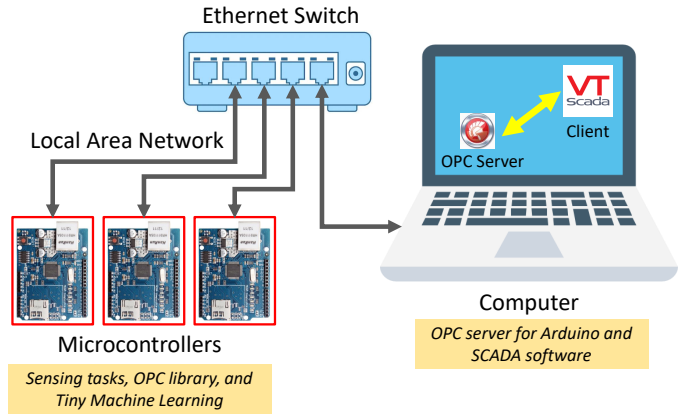 Ethernet Switch
Local Area Network
VT
Scada
Client
OPC Server
Microcontrollers
Sensing tasks, OPC library, and
Tiny Machine Learning
Computer
OPC server for Arduino and
SCADA software